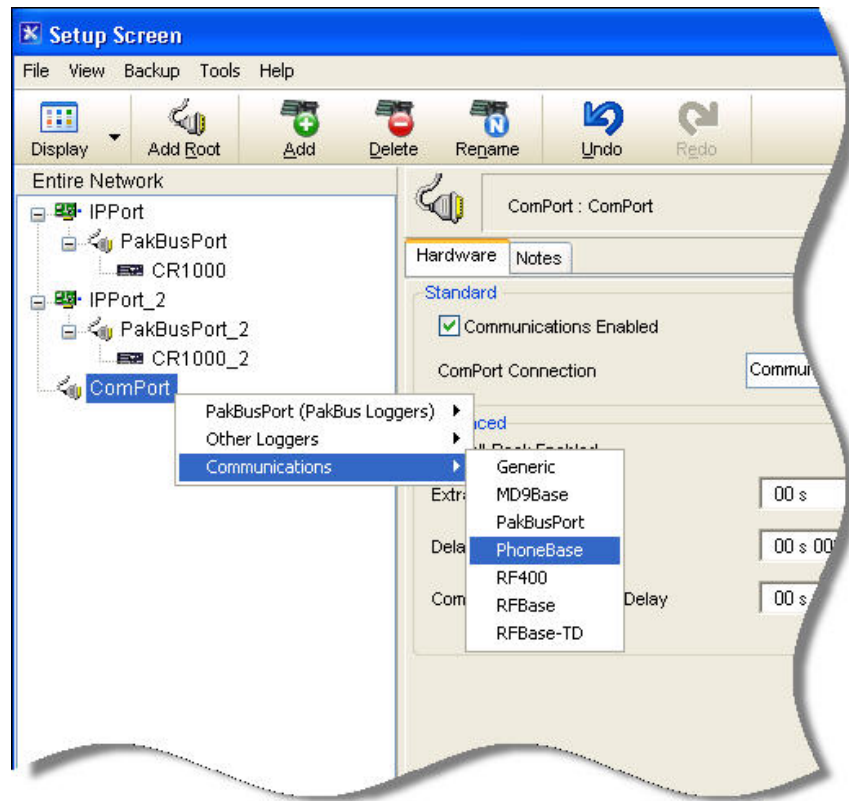 Setup Screen
File View Backup Tools Help
Display Add Root Add Delete Rename Undo Redo
Entire Network
IPPort
PakBusPort
CR1000
IPPort_2
PakBusPort_2
CR1000_2
ComPort
ComPort : ComPort
Hardware Notes
Standard
Communications Enabled
ComPort Connection
PakBusPort (PakBus Loggers)
Other Loggers
Communications
Generic
MD9Base
PakBusPort
PhoneBase
RF400
RFBase
RFBase-TD
00 s
00 s 00
Delay
00 s